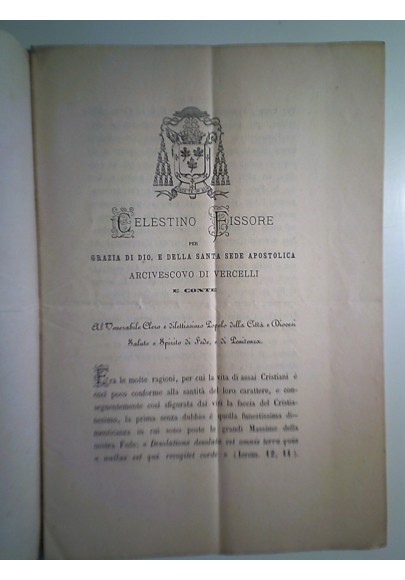 CELESTINO FISSORE
PER
GRAZIA DI DIO, E DELLA SANTA SEDE APOSTOLICA
ARCIVESCOVO DI VERCELLI
E CONTE
Al Venerabile Clero e dilettissimo Popolo della Città e Diocesi
Salute e Spirito di Fede, e di Penitenza.
Fra le molte ragioni, per cui la vita di assai Cristiani è
così poco conforme alla santità del loro carattere, e con-
seguentemente così sfigurata dai vizi la faccia del Cristia-
nesimo, la prima senza dubbio è quella funestissima di-
menticanza in cui sono poste le grandi Massime della
nostra Fede: « Desolatione desolata est omnis terra quia
« nullus est qui recogitet corde » (Ierem. 12, 11).